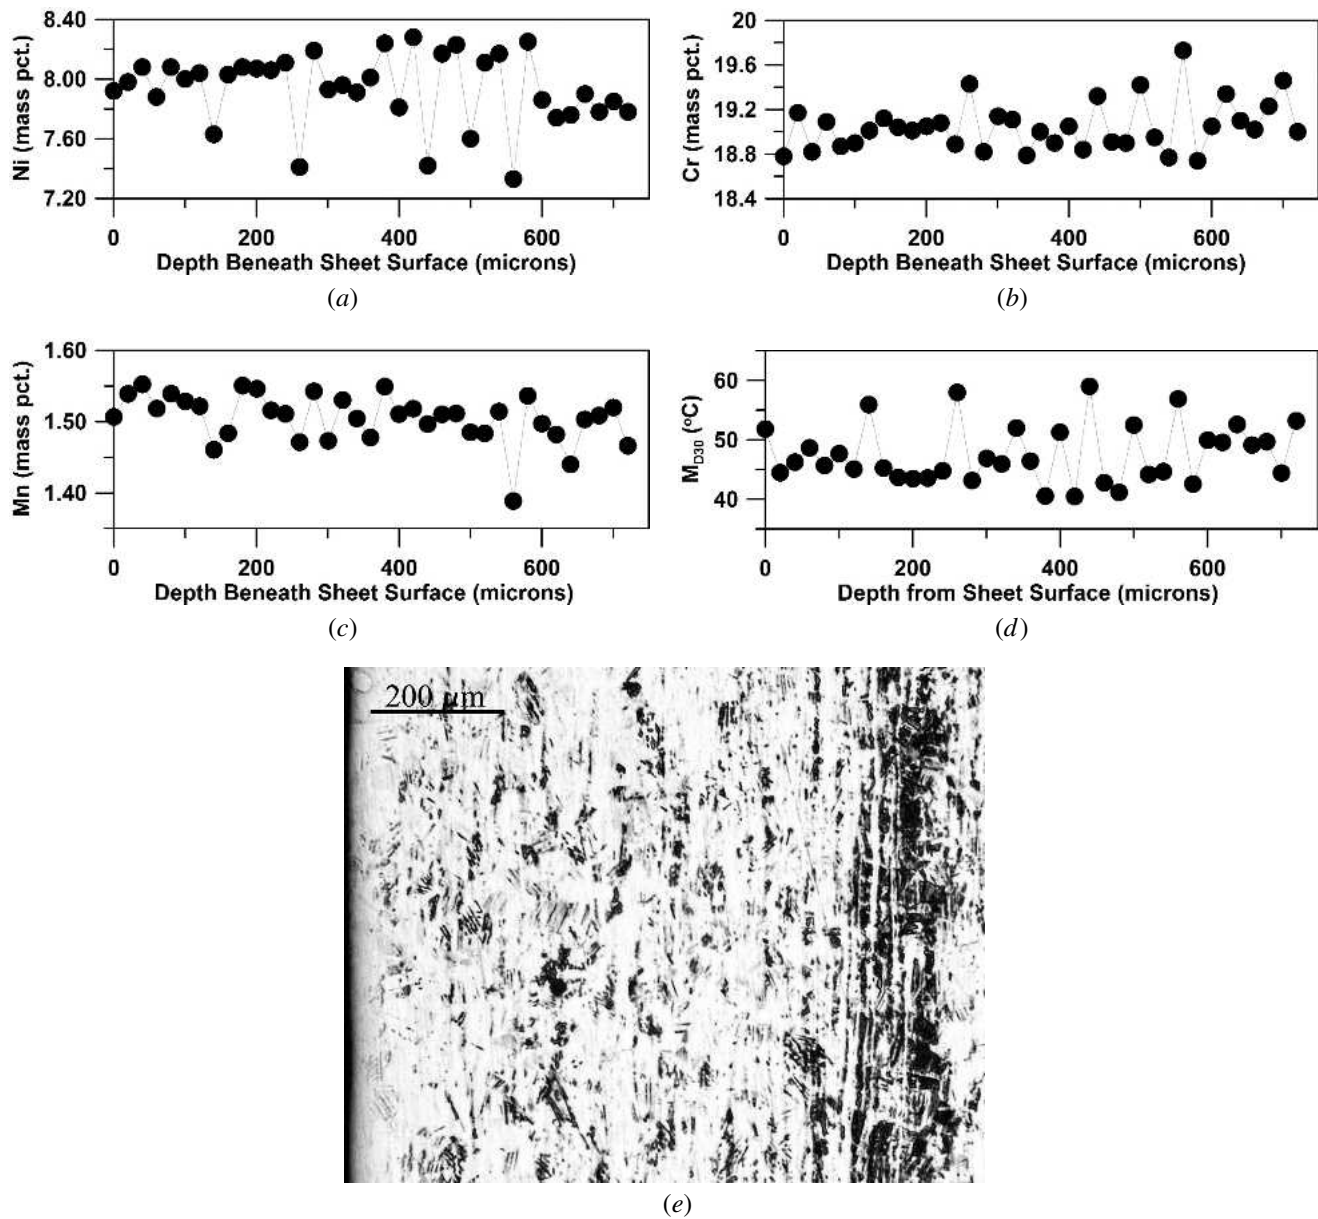 8.40
8.00
7.60
7.20
Ni (mass pct.)
0 200 400 600
Depth Beneath Sheet Surface (microns)
(a)
20
19.6
19.2
18.8
18.4
Cr (mass pct.)
0 200 400 600
Depth Beneath Sheet Surface (microns)
(b)
1.60
1.50
1.40
Mn (mass pct.)
0 200 400 600
Depth Beneath Sheet Surface (microns)
(c)
60
50
40
M_D30 (°C)
0 200 400 600
Depth from Sheet Surface (microns)
(d)
200 μm
(e)